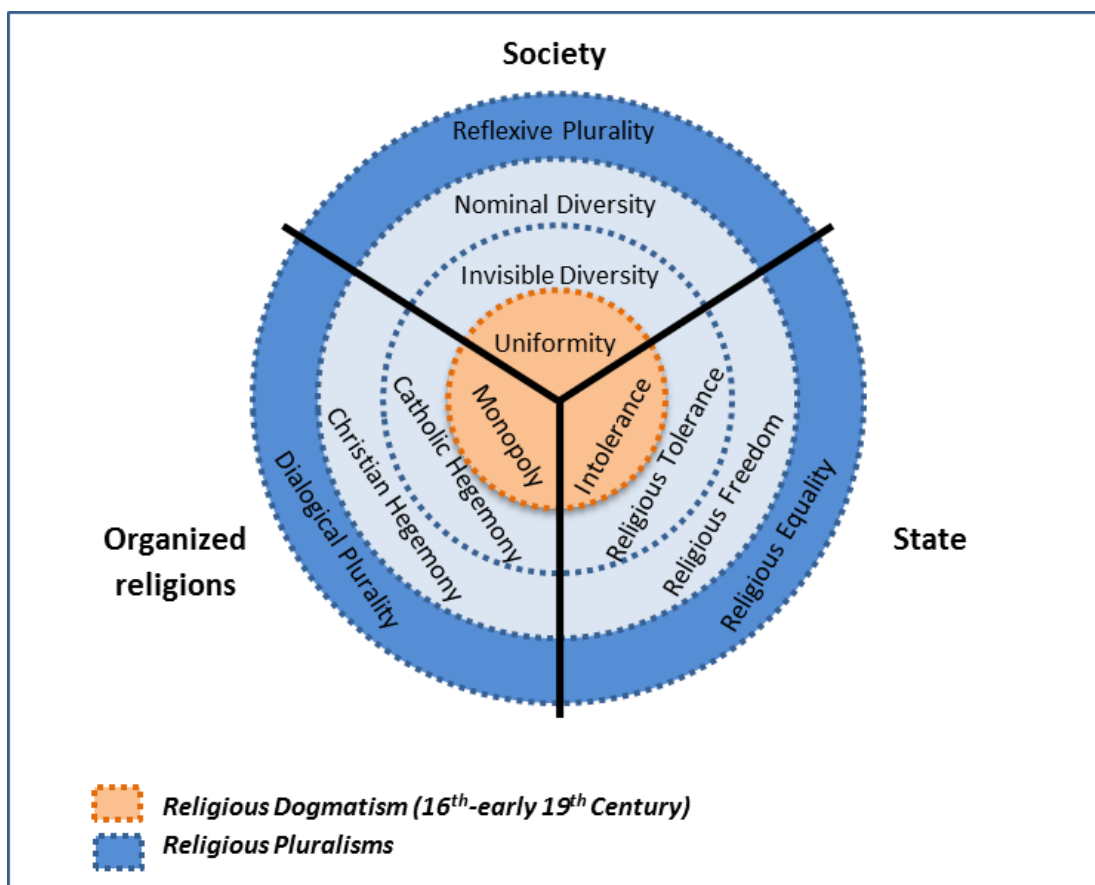 Society
Reflexive Plurality
Nominal Diversity
Invisible Diversity
Uniformity
Monopoly
Intolerance
Catholic Hegemony
Religious Tolerance
Christian Hegemony
Religious Freedom
Dialogical Plurality
Religious Equality
Organized
religions
State
Religious Dogmatism (16th-early 19th Century)
Religious Pluralisms